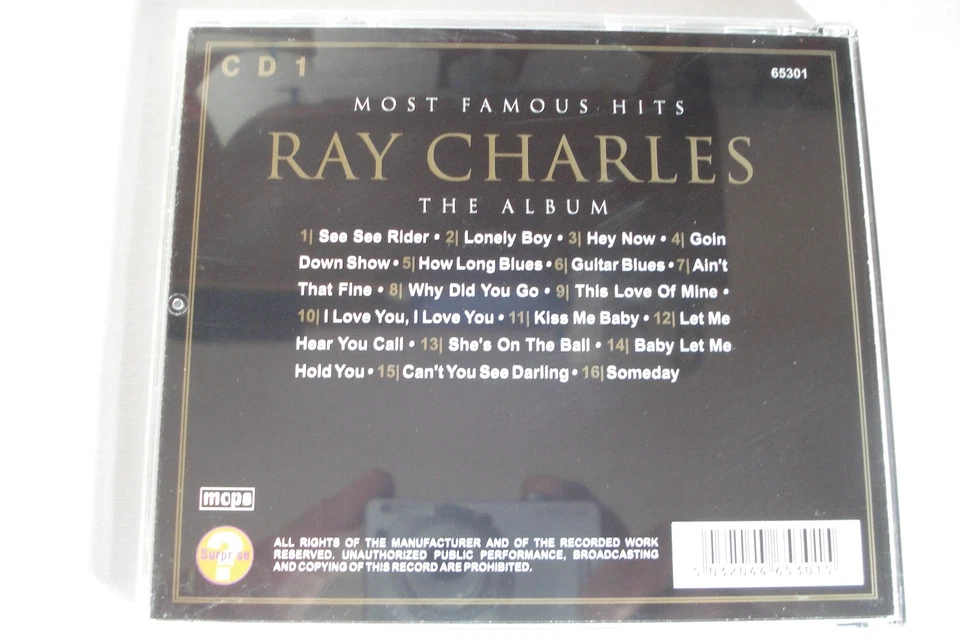 CD1
65301
MOST FAMOUS HITS
RAY CHARLES
THE ALBUM
1| See See Rider • 2| Lonely Boy • 3| Hey Now • 4| Goin
Down Show • 5| How Long Blues • 6| Guitar Blues • 7| Ain't
That Fine • 8| Why Did You Go • 9| This Love Of Mine •
10| I Love You, I Love You • 11| Kiss Me Baby • 12| Let Me
Hear You Call • 13| She's On The Ball • 14| Baby Let Me
Hold You • 15| Can't You See Darling • 16| Someday
mcps
Surprise
?
ALL RIGHTS OF THE MANUFACTURER AND OF THE RECORDED WORK
RESERVED. UNAUTHORIZED PUBLIC PERFORMANCE, BROADCASTING
AND COPYING OF THIS RECORD ARE PROHIBITED.
5 032044 653015